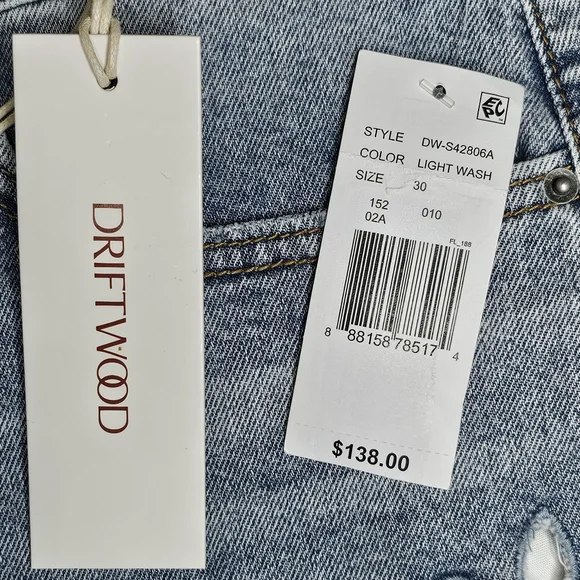 DRIFTWOOD
EPC
STYLE DW-S42806A
COLOR LIGHT WASH
SIZE 30
152 010
02A
FL_188
8 88158 78517 4
$138.00